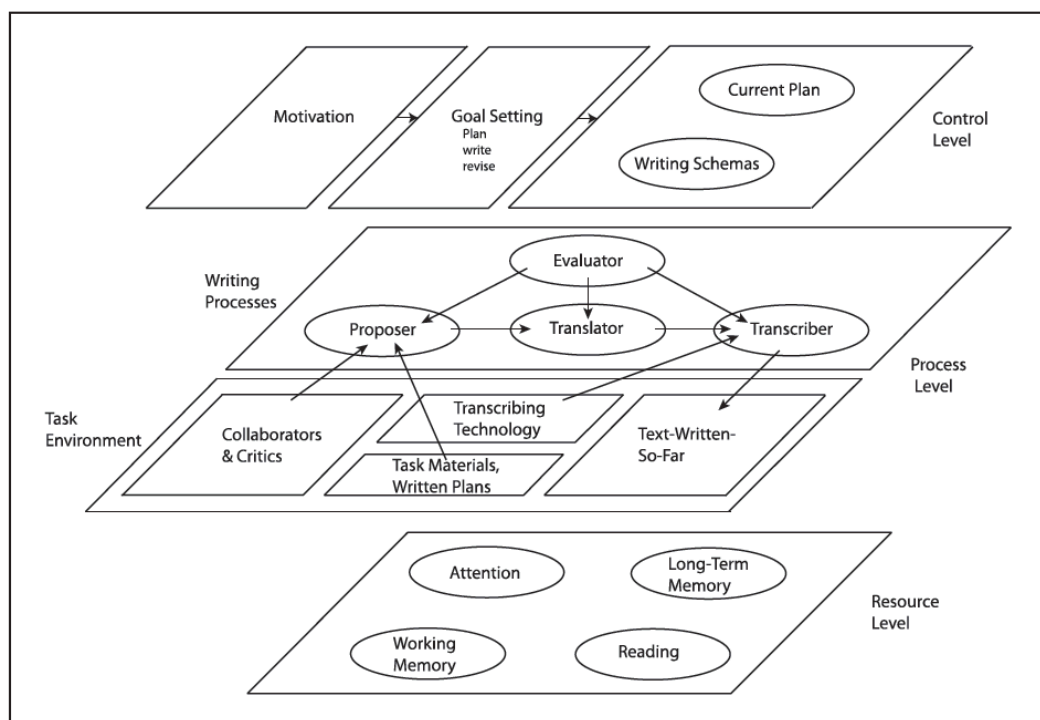 Motivation
Goal Setting
Plan
write
revise
Current Plan
Writing Schemas
Control
Level
Writing
Processes
Evaluator
Proposer
Translator
Transcriber
Process
Level
Task
Environment
Collaborators
& Critics
Transcribing
Technology
Task Materials,
Written Plans
Text-Written-
So-Far
Attention
Long-Term
Memory
Working
Memory
Reading
Resource
Level